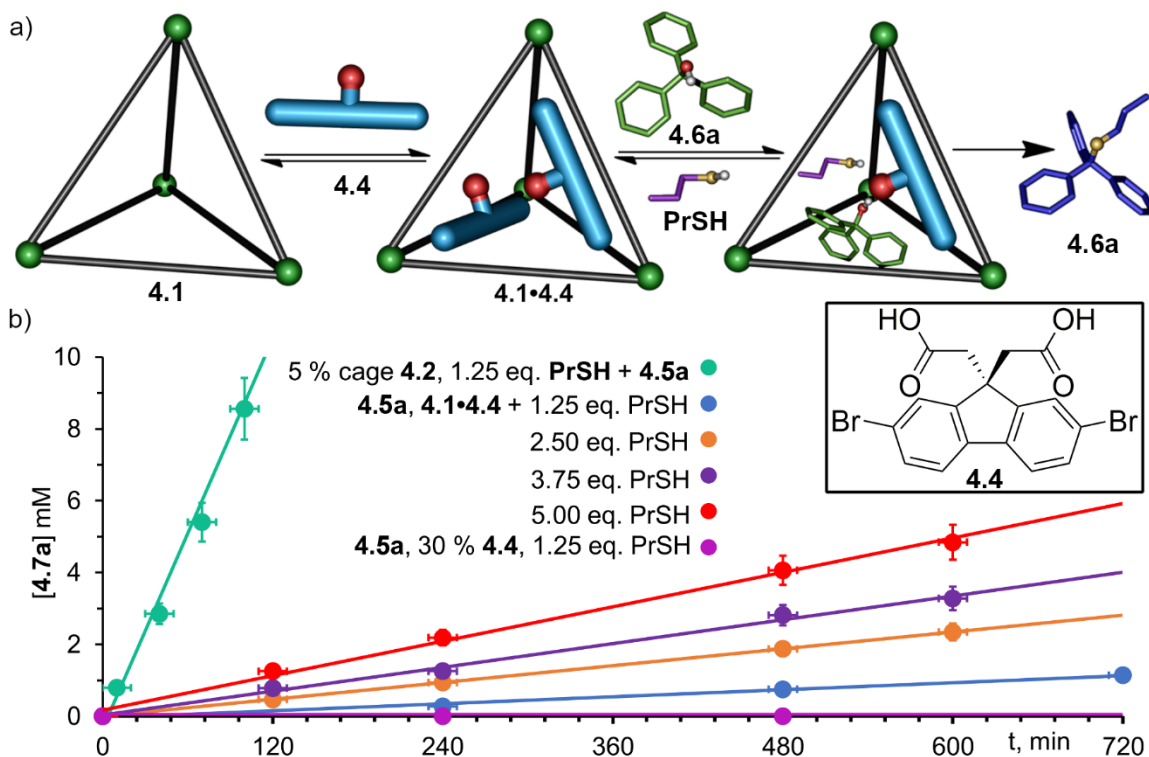 a)
4.1
4.4
4.1•4.4
4.6a
PrSH
4.6a
b)
10
8
6
4
2
0
[4.7a] mM
5 % cage 4.2, 1.25 eq. PrSH + 4.5a
4.5a, 4.1•4.4 + 1.25 eq. PrSH
2.50 eq. PrSH
3.75 eq. PrSH
5.00 eq. PrSH
4.5a, 30 % 4.4, 1.25 eq. PrSH
HO OH
O O
Br Br
4.4
0 120 240 360 480 600 t, min 720